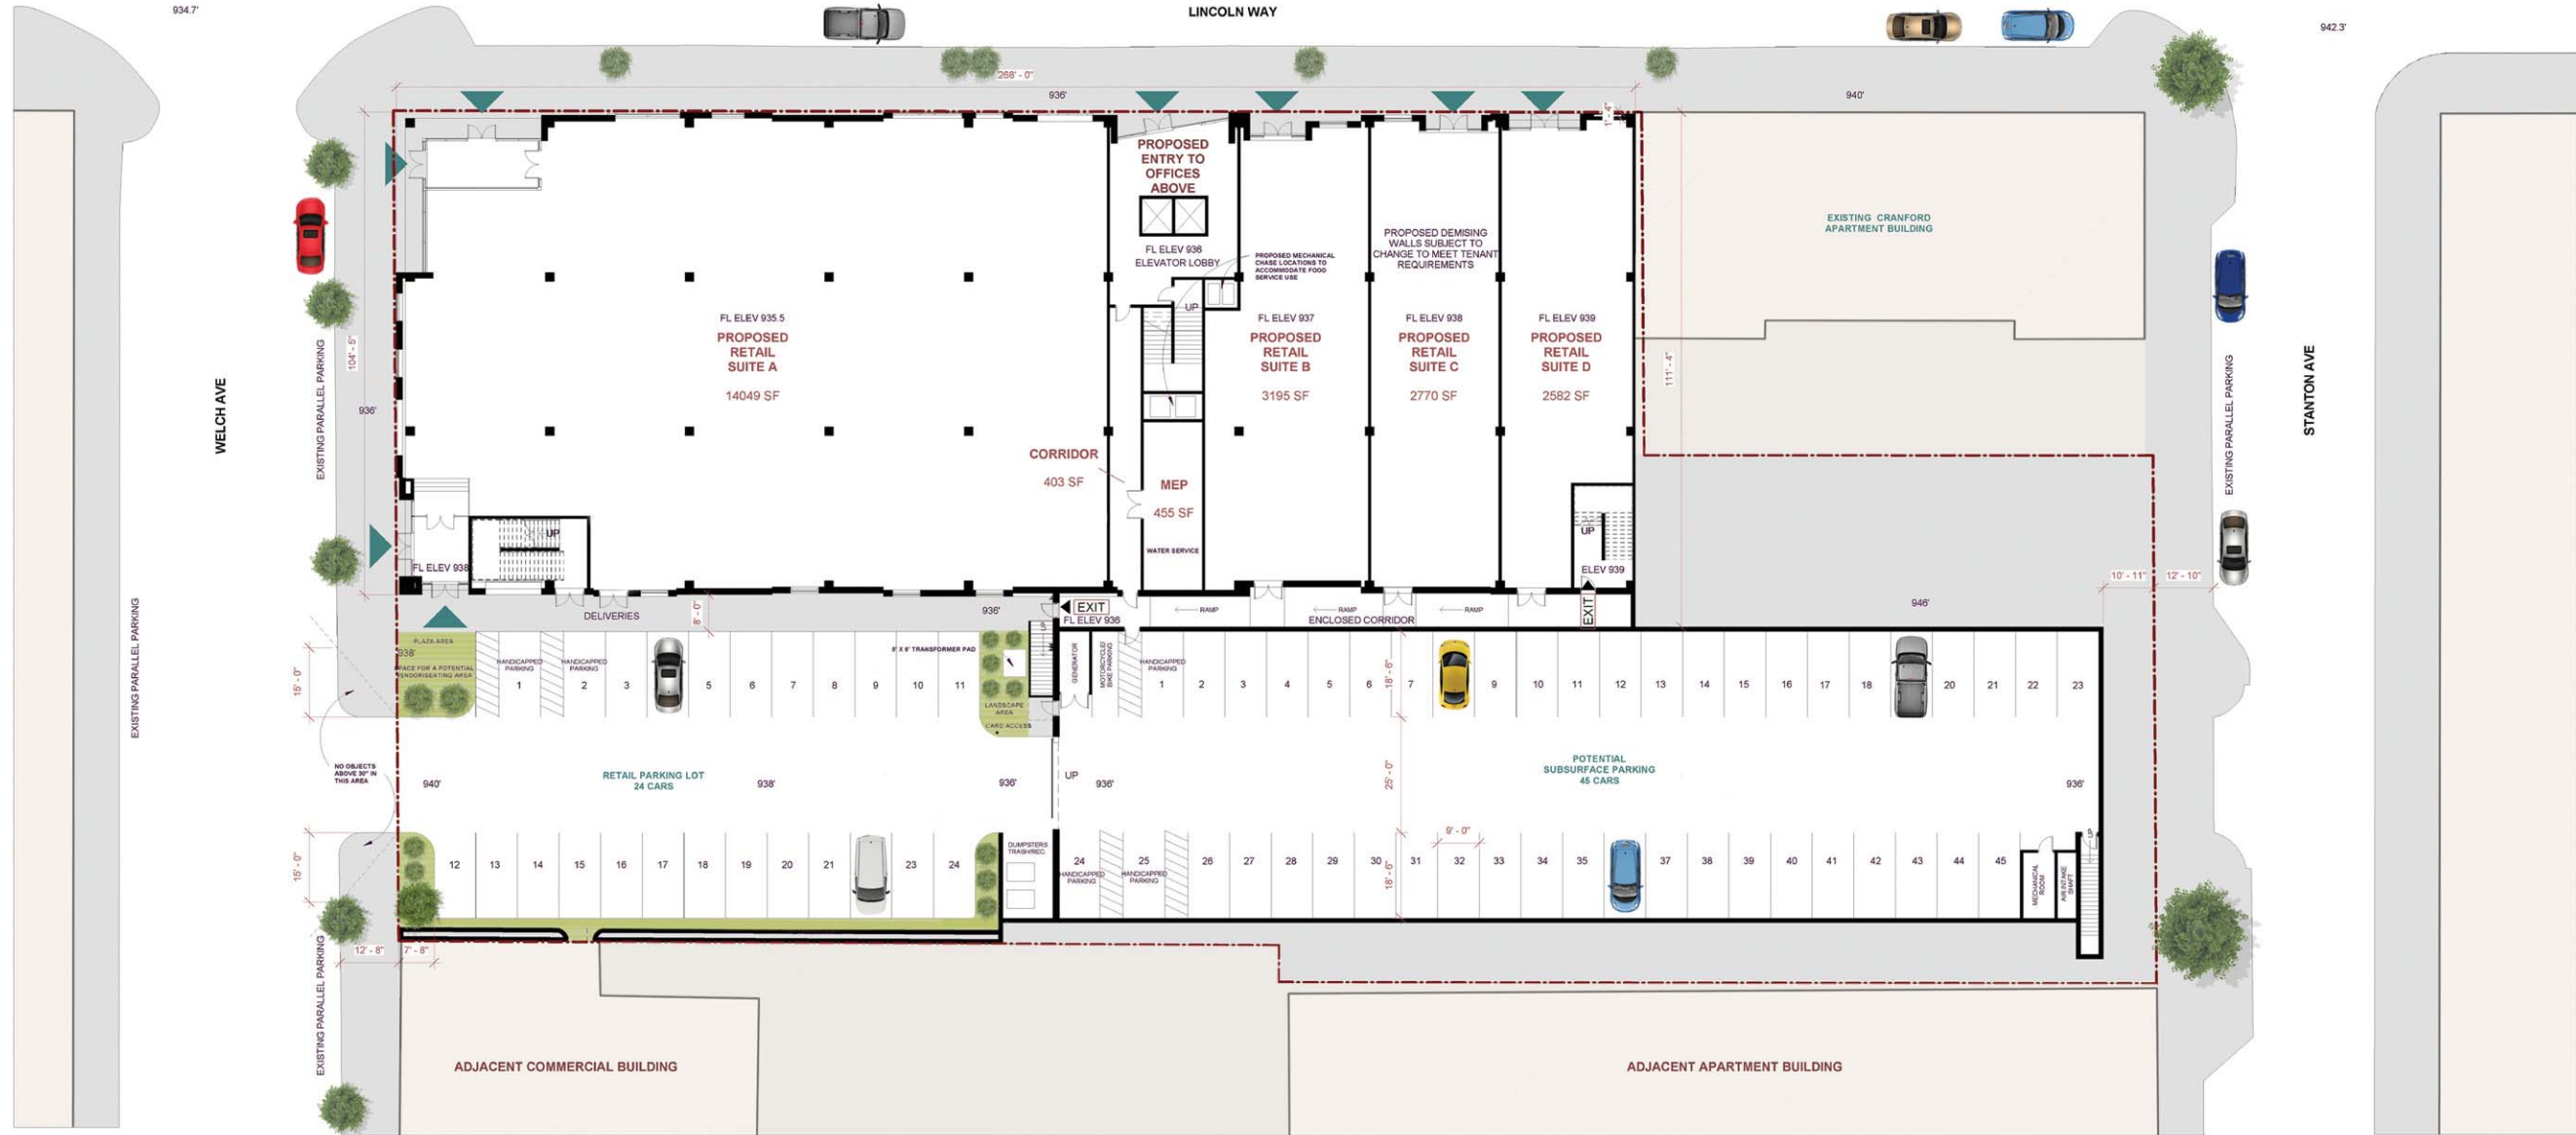 934.7'
LINCOLN WAY
942.3'
268' - 0"
936'
940'
1' - 4"
PROPOSED
ENTRY TO
OFFICES
ABOVE
FL ELEV 936
ELEVATOR LOBBY
PROPOSED MECHANICAL
CHASE LOCATIONS TO
ACCOMMODATE FOOD
SERVICE USE
PROPOSED DEMISING
WALLS SUBJECT TO
CHANGE TO MEET TENANT
REQUIREMENTS
EXISTING CRANFORD
APARTMENT BUILDING
UP
FL ELEV 935.5
PROPOSED
RETAIL
SUITE A
14049 SF
FL ELEV 937
PROPOSED
RETAIL
SUITE B
3195 SF
FL ELEV 938
PROPOSED
RETAIL
SUITE C
2770 SF
FL ELEV 939
PROPOSED
RETAIL
SUITE D
2582 SF
WELCH AVE
EXISTING PARALLEL PARKING
104' - 5"
936'
111' - 4"
EXISTING PARALLEL PARKING
STANTON AVE
CORRIDOR
403 SF
MEP
455 SF
WATER SERVICE
UP
FL ELEV 938
UP
ELEV 939
10' - 11"
12' - 10"
946'
EXISTING PARALLEL PARKING
DELIVERIES
8' - 0"
936'
EXIT
FL ELEV 936
RAMP
RAMP
RAMP
ENCLOSED CORRIDOR
EXIT
PLAZA AREA
938'
SPACE FOR A POTENTIAL
VENDOR/SEATING AREA
15' - 0"
HANDICAPPED
PARKING
HANDICAPPED
PARKING
1
2
3
5
6
7
8
9
10
11
5' X 6' TRANSFORMER PAD
LANDSCAPE
AREA
CARD ACCESS
GENERATOR
MOTORCYCLE/
BIKE PARKING
HANDICAPPED
PARKING
1
2
3
4
5
6
18' - 6"
7
9
10
11
12
13
14
15
16
17
18
20
21
22
23
NO OBJECTS
ABOVE 30" IN
THIS AREA
940'
RETAIL PARKING LOT
24 CARS
938'
936'
UP
936'
25' - 0"
POTENTIAL
SUBSURFACE PARKING
45 CARS
936'
15' - 0"
12
13
14
15
16
17
18
19
20
21
23
24
DUMPSTERS
TRASH/REC.
24
HANDICAPPED
PARKING
25
HANDICAPPED
PARKING
26
27
28
29
30
18' - 6"
31
9' - 0"
32
33
34
35
37
38
39
40
41
42
43
44
45
MECHANICAL
ROOM
AIR INTAKE
SHAFT
UP
12' - 8"
7' - 8"
EXISTING PARALLEL PARKING
ADJACENT COMMERCIAL BUILDING
ADJACENT APARTMENT BUILDING